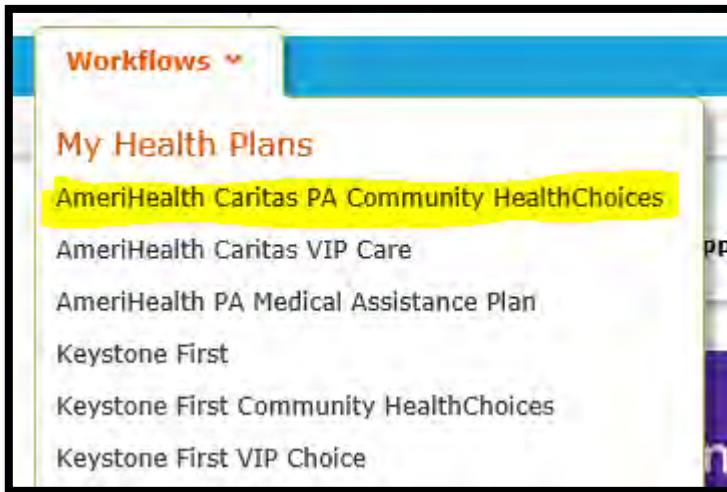 Workflows
My Health Plans
AmeriHealth Caritas PA Community HealthChoices
AmeriHealth Caritas VIP Care
AmeriHealth PA Medical Assistance Plan
Keystone First
Keystone First Community HealthChoices
Keystone First VIP Choice